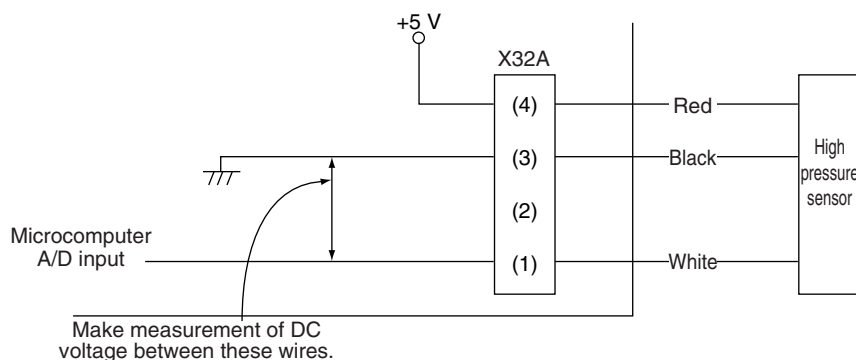 +5 V
X32A
(4)
Red
(3)
Black
High
pressure
sensor
(2)
Microcomputer
A/D input
(1)
White
Make measurement of DC
voltage between these wires.